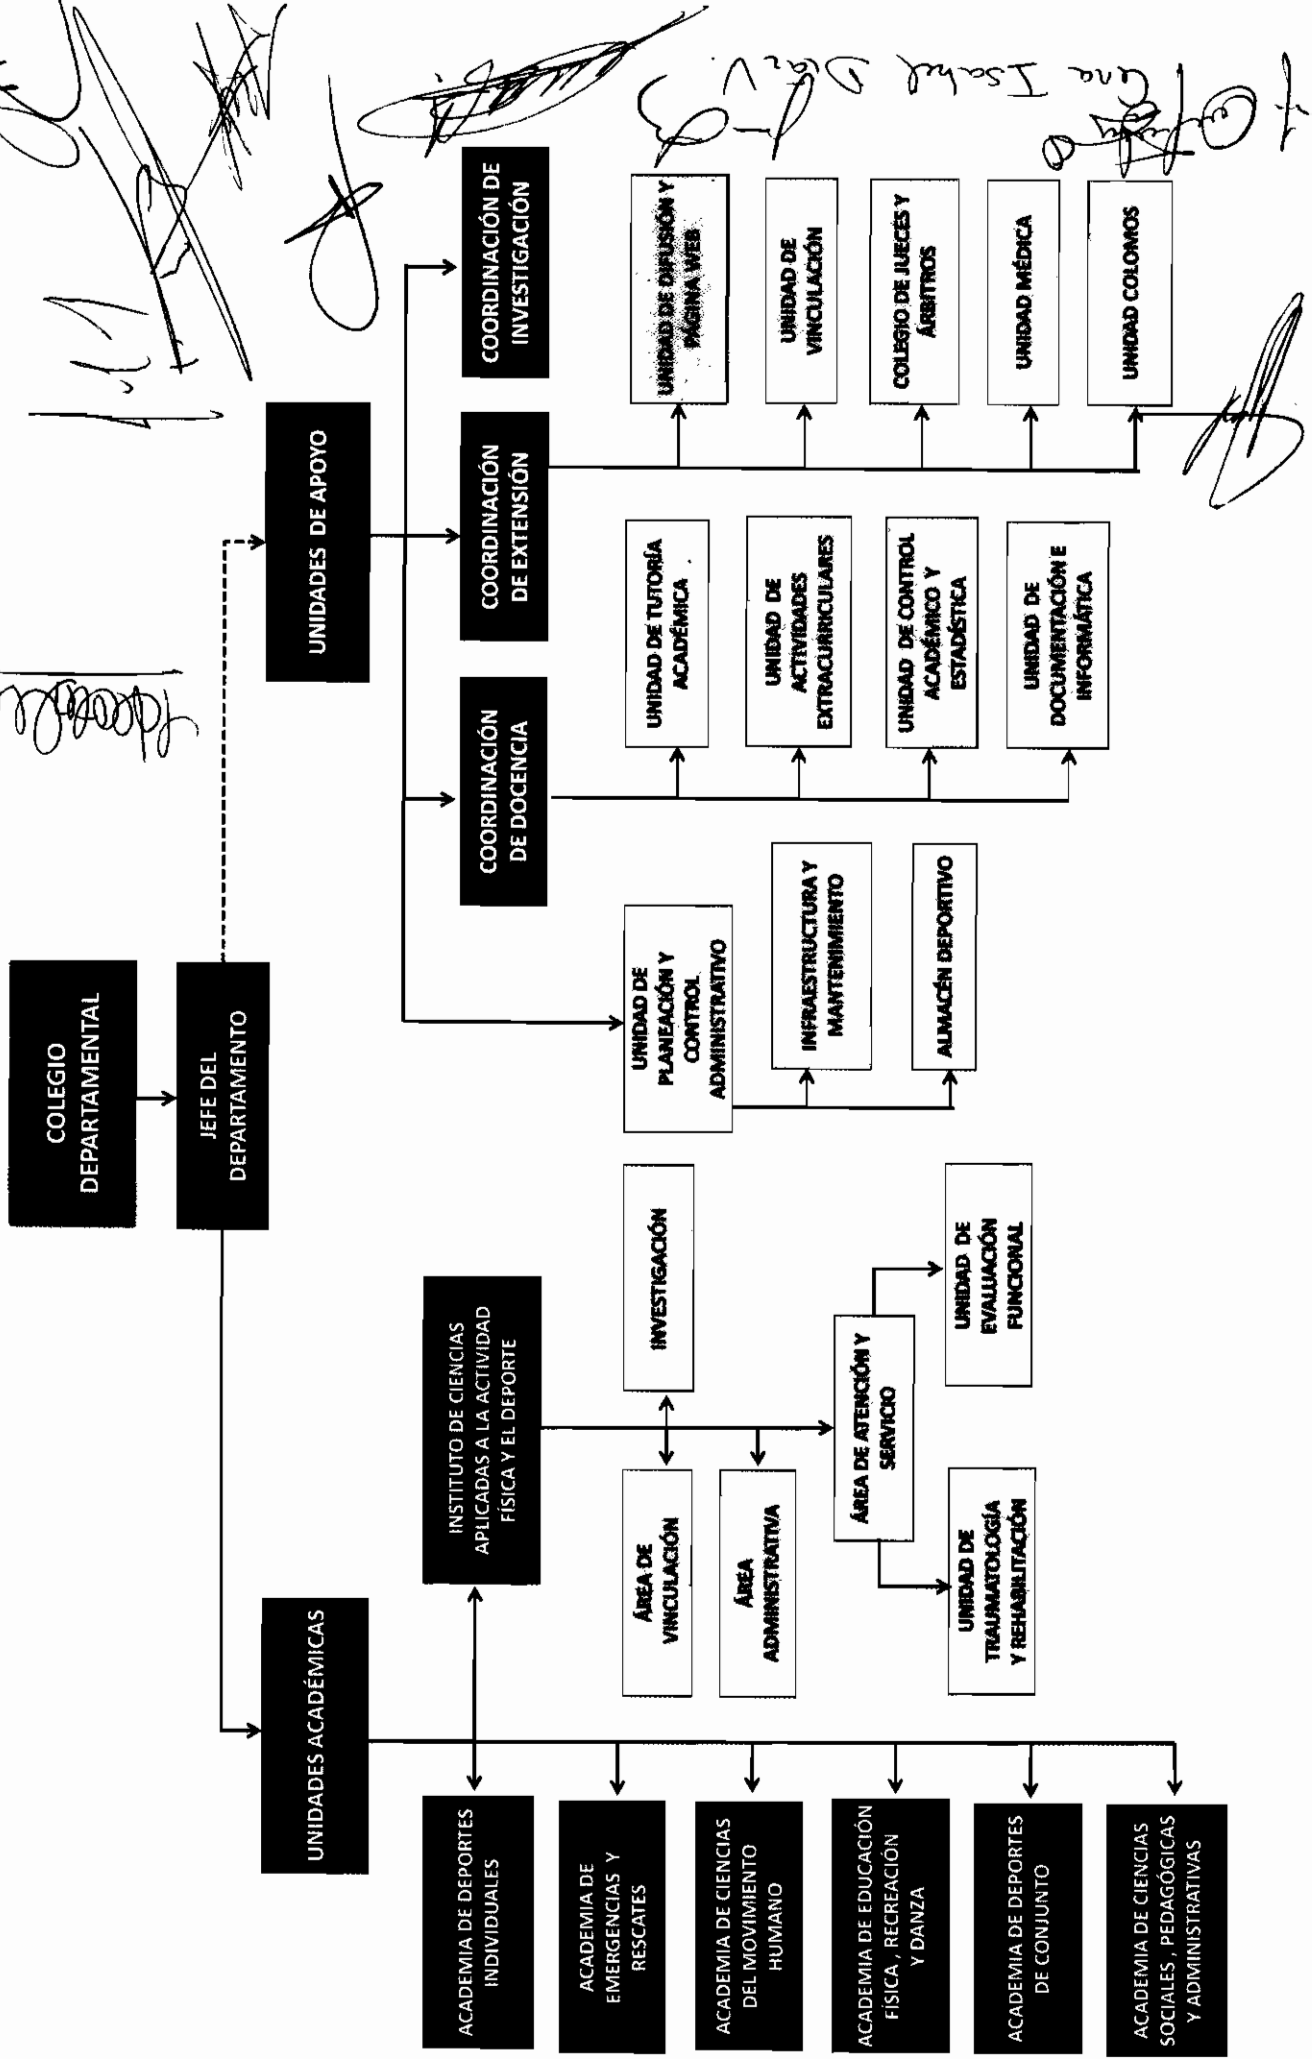 COLEGIO
DEPARTAMENTAL
JEFE DEL
DEPARTAMENTO
UNIDADES ACADÉMICAS
UNIDADES DE APOYO
ACADEMIA DE DEPORTES
INDIVIDUALES
ACADEMIA DE
EMERGENCIAS Y
RESCATES
ACADEMIA DE CIENCIAS
DEL MOVIMIENTO
HUMANO
ACADEMIA DE EDUCACIÓN
FÍSICA , RECREACIÓN
Y DANZA
ACADEMIA DE DEPORTES
DE CONJUNTO
ACADEMIA DE CIENCIAS
SOCIALES , PEDAGÓGICAS
Y ADMINISTRATIVAS
INSTITUTO DE CIENCIAS
APLICADAS A LA ACTIVIDAD
FÍSICA Y EL DEPORTE
ÁREA DE
VINCULACIÓN
INVESTIGACIÓN
ÁREA
ADMINISTRATIVA
ÁREA DE ATENCIÓN Y
SERVICIO
UNIDAD DE
TRAUMATOLOGÍA
Y REHABILITACIÓN
UNIDAD DE
EVALUACIÓN
FUNCIONAL
UNIDAD DE
PLANEACIÓN Y
CONTROL
ADMINISTRATIVO
INFRAESTRUCTURA Y
MANTENIMIENTO
ALMACÉN DEPORTIVO
COORDINACIÓN
DE DOCENCIA
UNIDAD DE TUTORÍA
ACADÉMICA
UNIDAD DE
ACTIVIDADES
EXTRACURRICULARES
UNIDAD DE CONTROL
ACADÉMICO Y
ESTADÍSTICA
UNIDAD DE
DOCUMENTACIÓN E
INFORMÁTICA
COORDINACIÓN
DE EXTENSIÓN
UNIDAD DE DIFUSIÓN Y
PÁGINA WEB
UNIDAD DE
VINCULACIÓN
COLEGIO DE JUECES Y
ÁRBITROS
UNIDAD MÉDICA
UNIDAD COLOMOS
COORDINACIÓN DE
INVESTIGACIÓN
Isabel Díaz V.